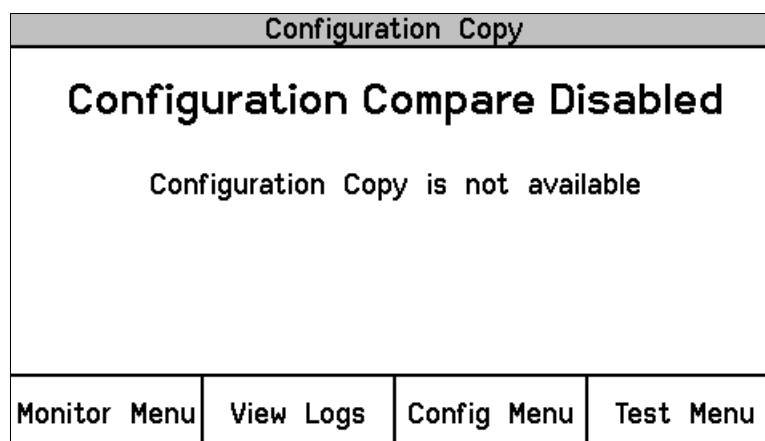 Configuration Copy
Configuration Compare Disabled
Configuration Copy is not available
Monitor Menu View Logs Config Menu Test Menu